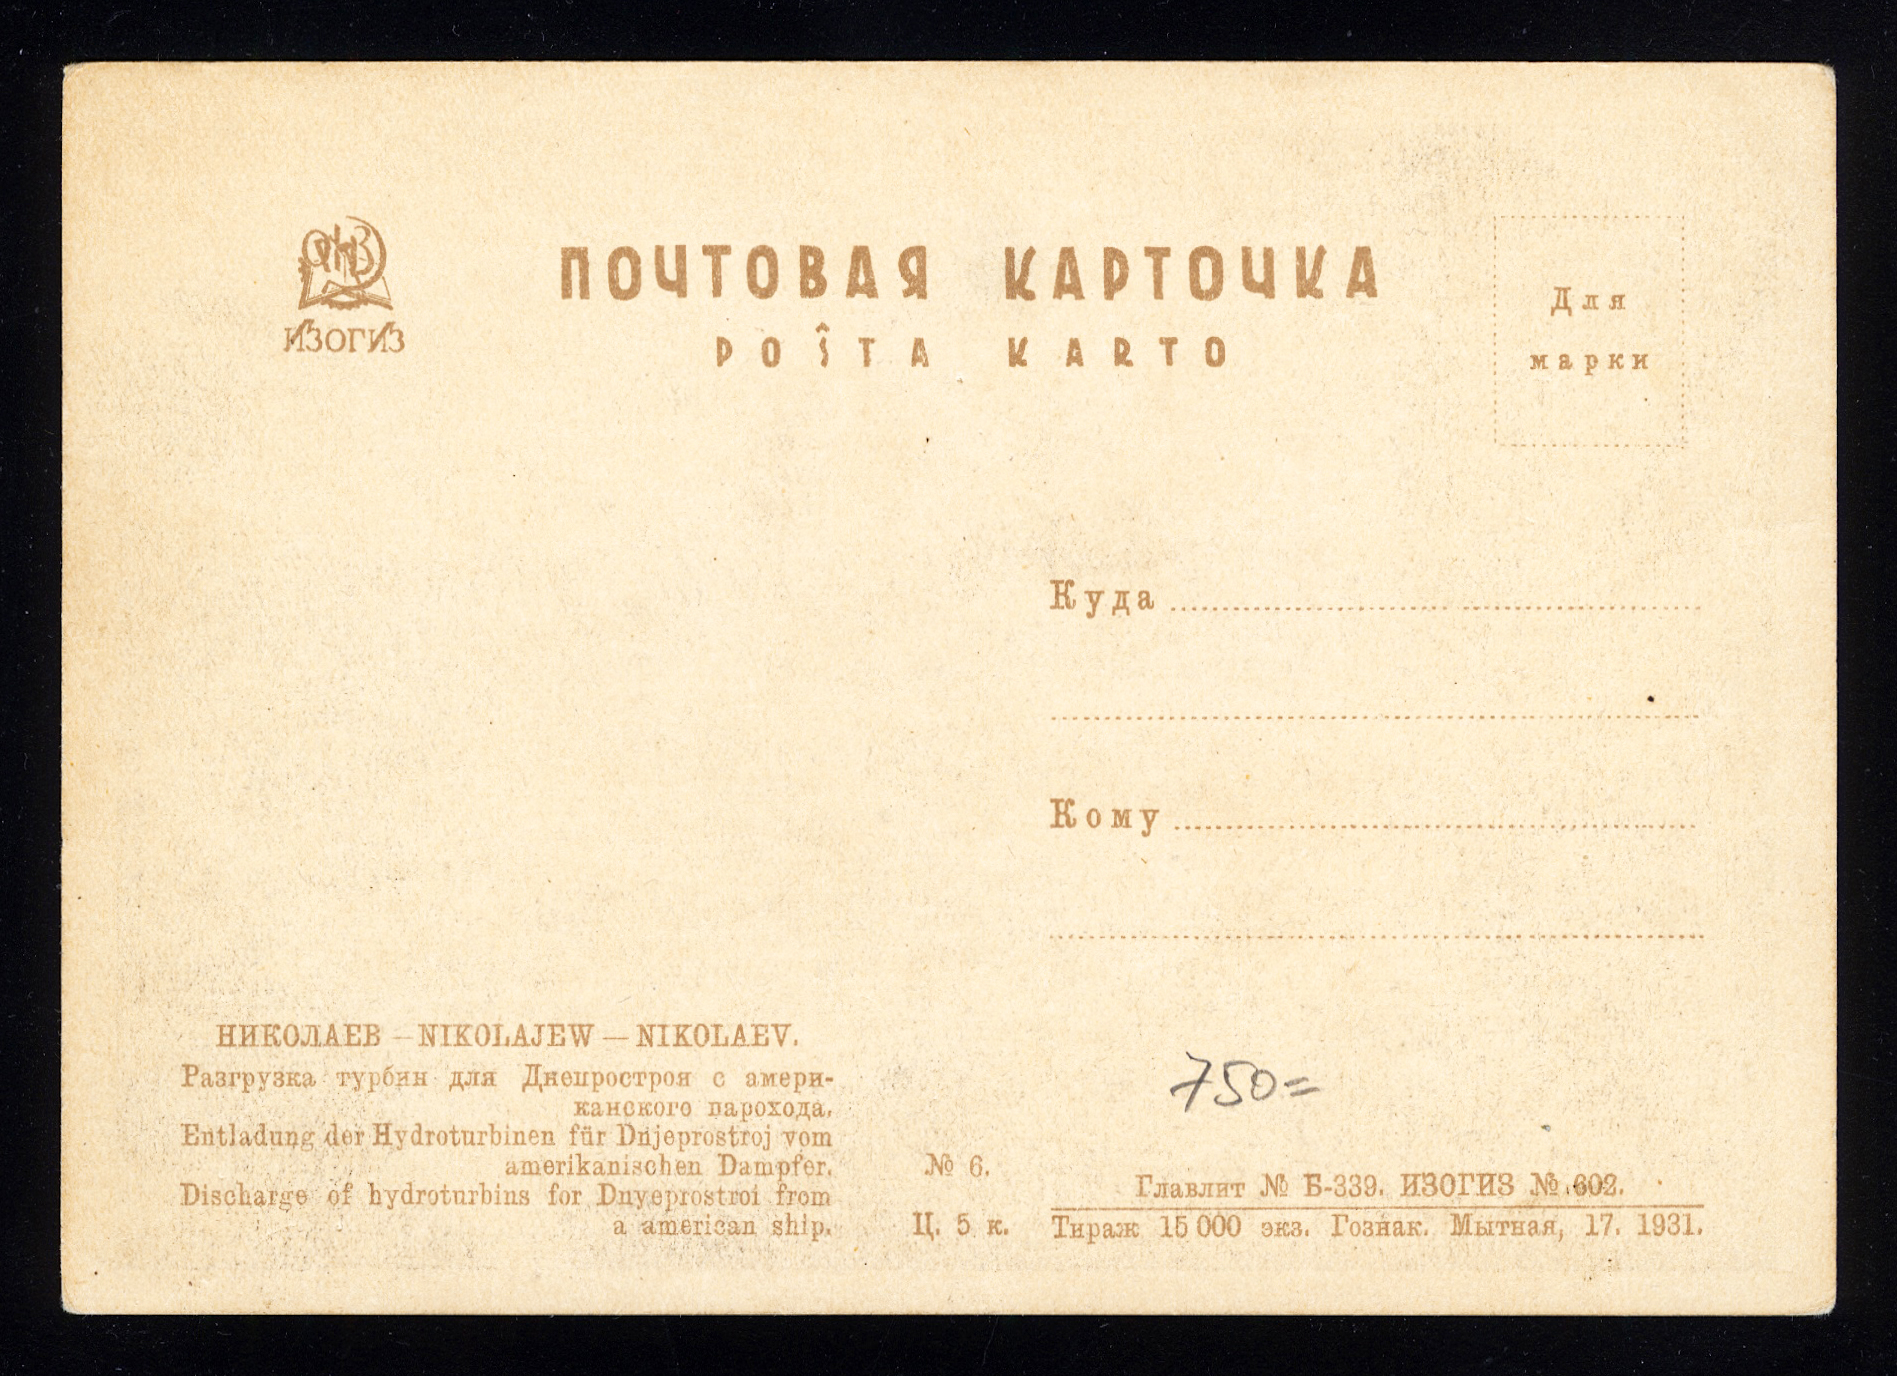 ИЗОГИЗ
ПОЧТОВАЯ КАРТОЧКА
POŜTA KARTO
Для
марки
Куда
Кому
НИКОЛАЕВ — NIKOLAJEW — NIKOLAEV.
Разгрузка турбин для Днепростроя с амери-
канского парохода.
Entladung der Hydroturbinen für Dnjeprostroj vom
amerikanischen Dampfer.
Discharge of hydroturbins for Dnyeprostroi from
a american ship.
№ 6.
Ц. 5 к.
750=
Главлит № Б-339. ИЗОГИЗ № 602.
Тираж 15 000 экз. Гознак. Мытная, 17. 1931.